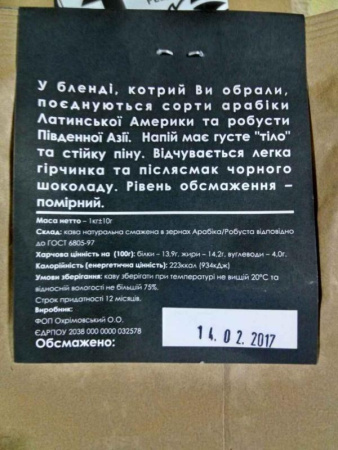 У бленді, котрий Ви обрали,
поєднуються сорти арабіки
Латинської Америки та робусти
Південної Азії. Напій має густе "тіло"
та стійку піну. Відчувається легка
гірчинка та післясмак чорного
шоколаду. Рівень обсмаження –
помірний.
Маса нетто – 1кг±10г
Склад: кава натуральна смажена в зернах Арабіка/Робуста відповідно
до ГОСТ 6805-97
Харчова цінність на (100г): білки – 13,9г, жири – 14,2г, вуглеводи – 4,0г.
Калорійність (енергетична цінність): 223ккал (934кДж)
Умови зберігання: каву зберігати при температурі не вищій 20°С та
відносній вологості не більшій 75%.
Строк придатності 12 місяців.
Виробник:
ФОП Охрімовський О.О.
ЄДРПОУ 2038 000 0000 032578
Обсмажено:
14.02.2017